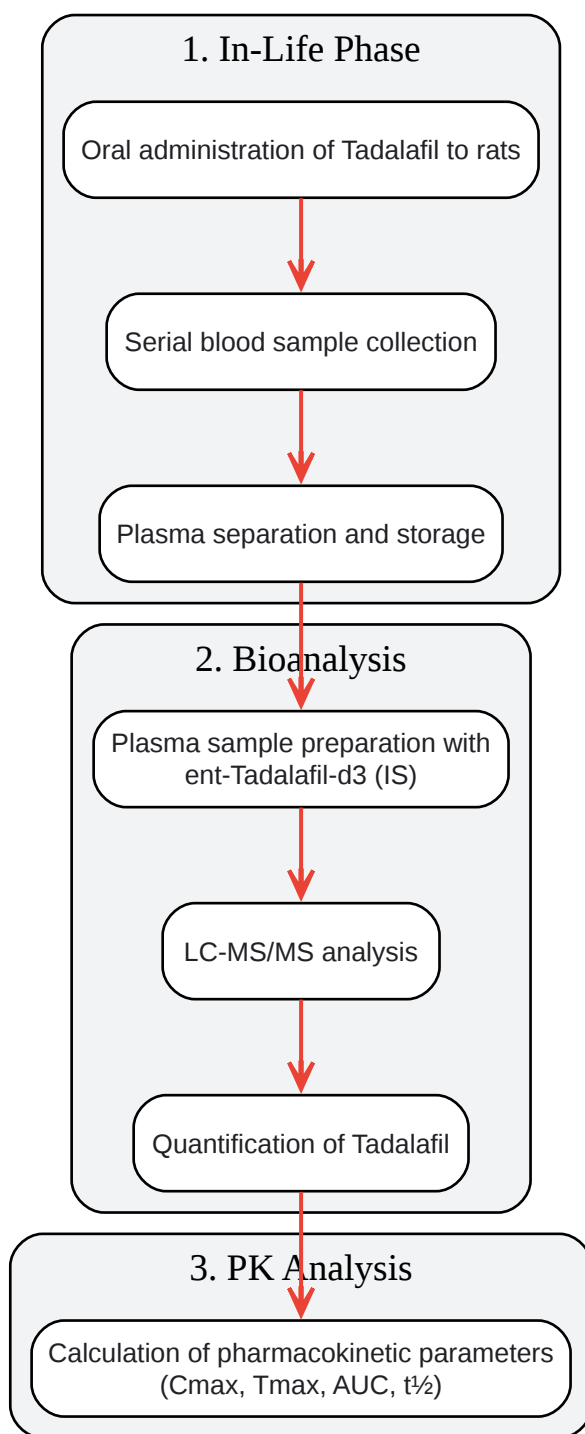 1. In-Life Phase
Oral administration of Tadalafil to rats
Serial blood sample collection
Plasma separation and storage
2. Bioanalysis
Plasma sample preparation with
ent-Tadalafil-d3 (IS)
LC-MS/MS analysis
Quantification of Tadalafil
3. PK Analysis
Calculation of pharmacokinetic parameters
(Cmax, Tmax, AUC, t½)